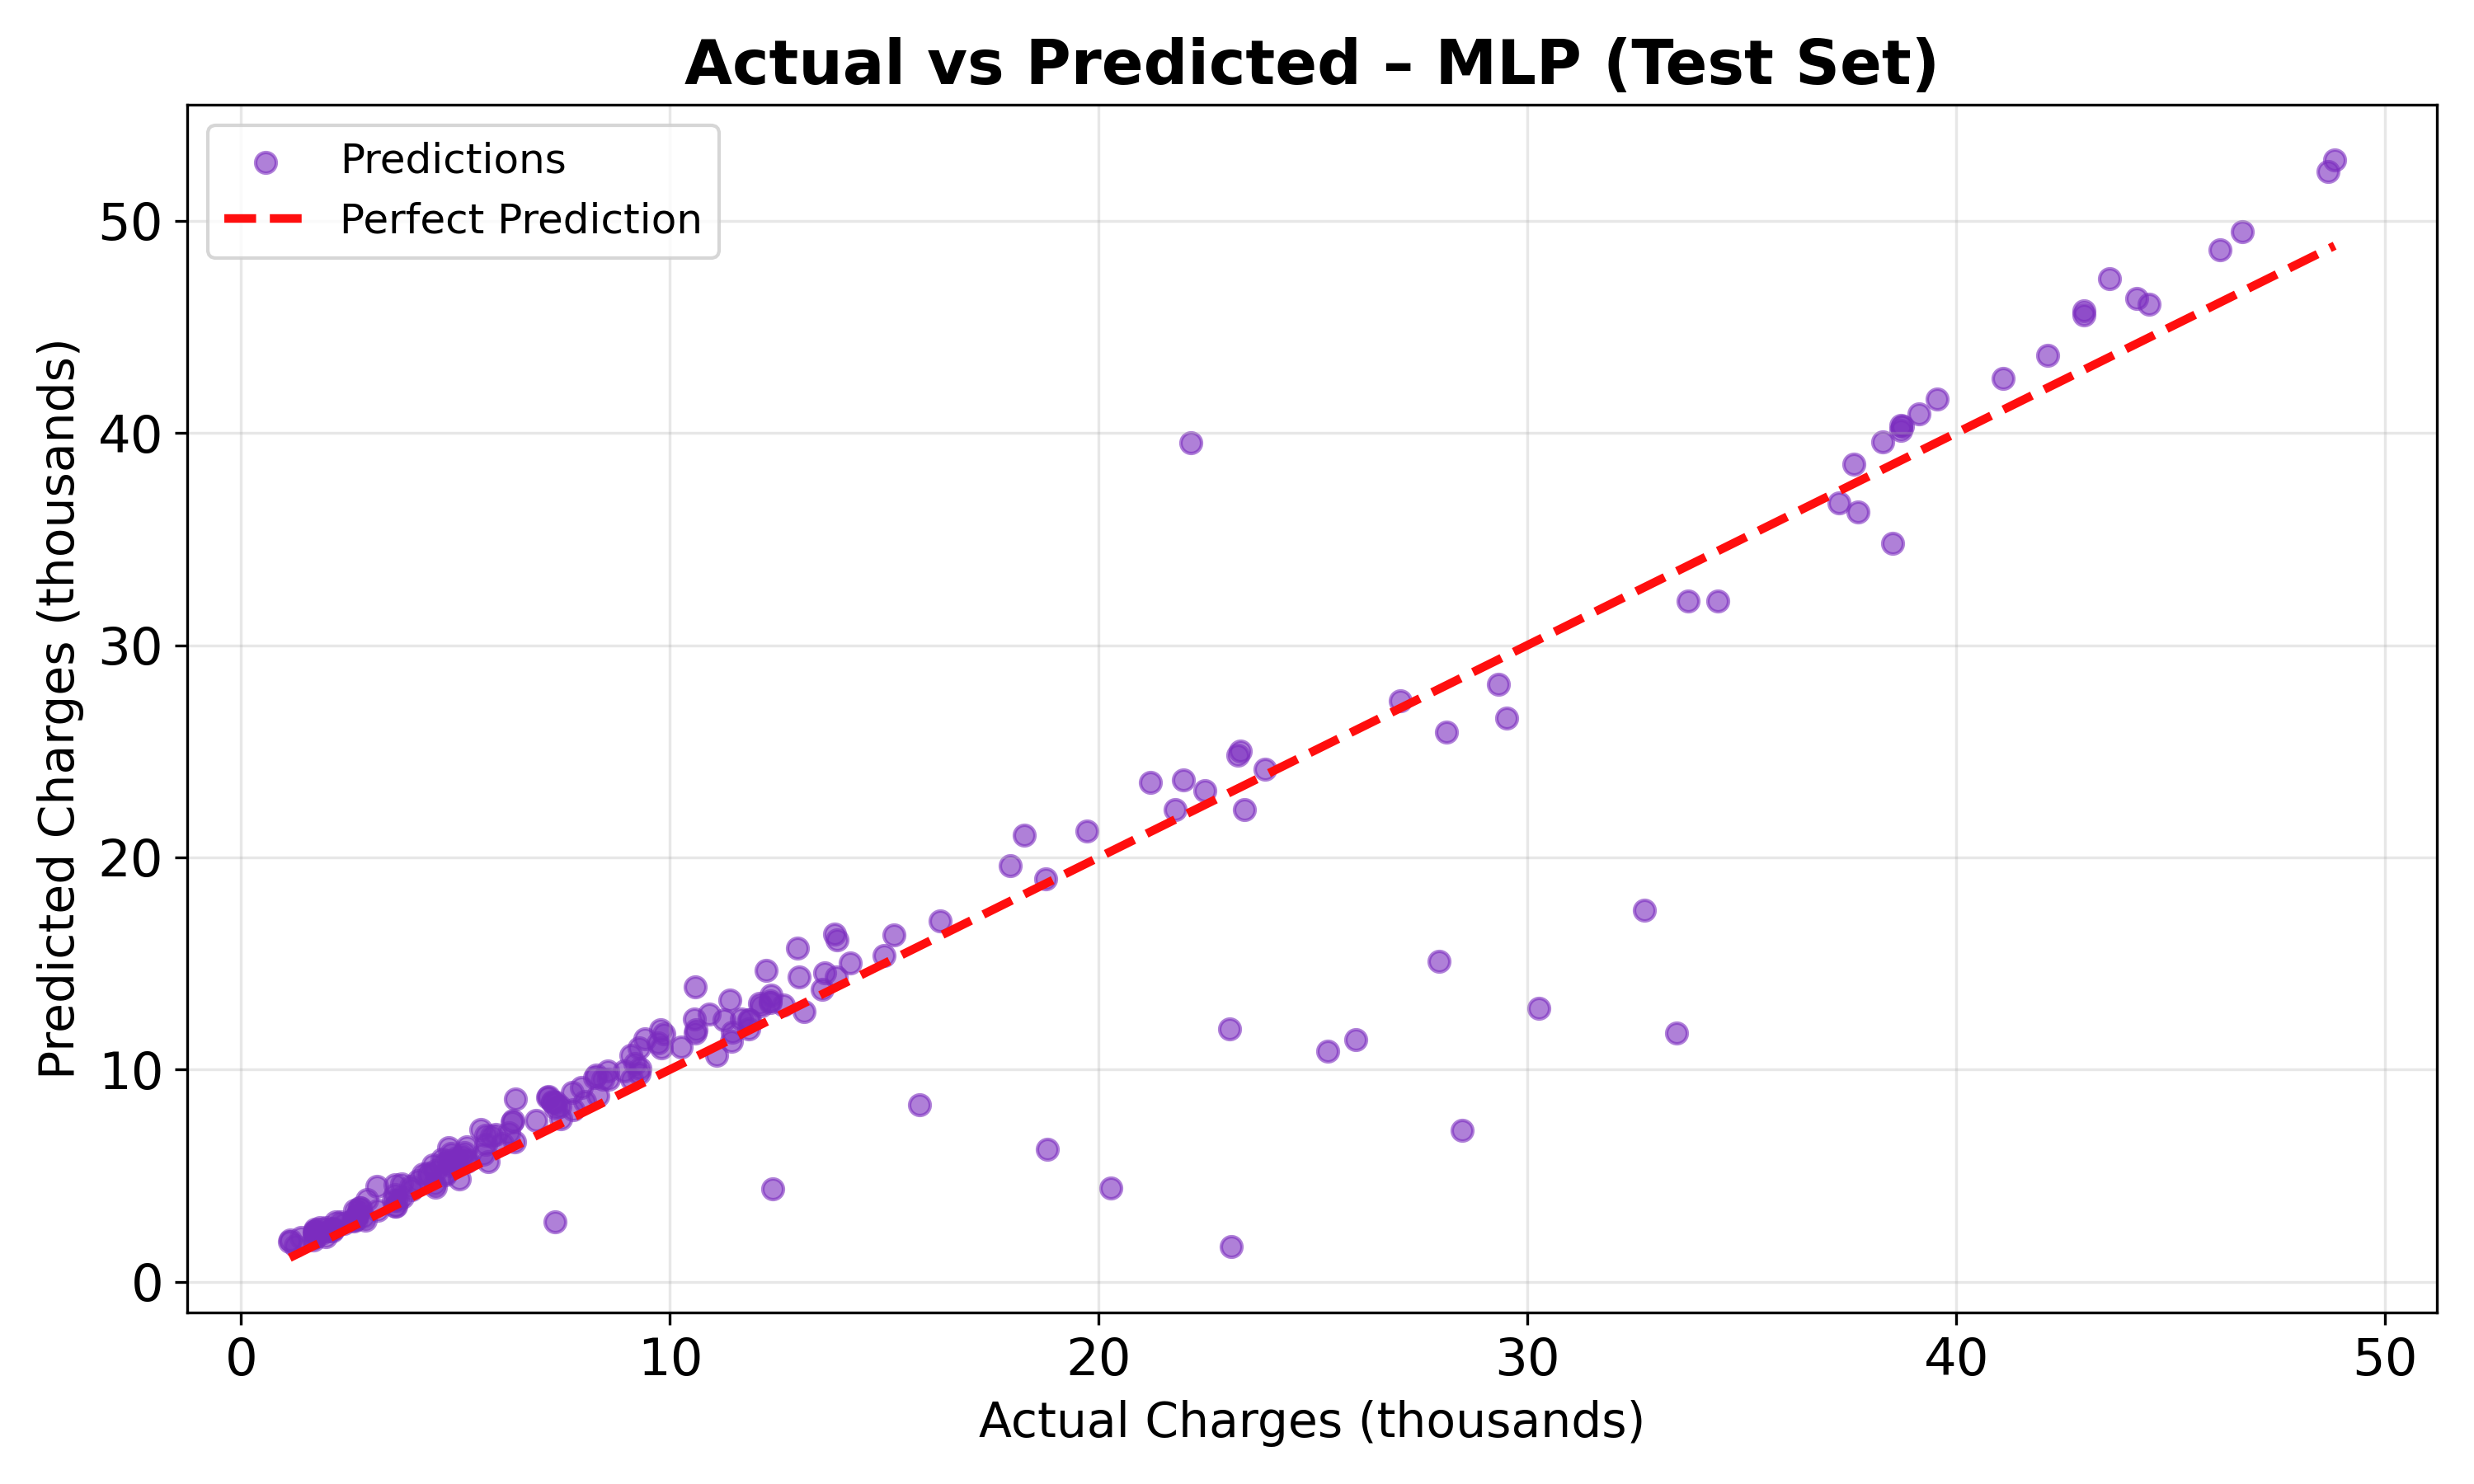 Actual vs Predicted – MLP (Test Set)
Predictions
Perfect Prediction
Predicted Charges (thousands)
50
40
30
20
10
0
0 10 20 30 40 50
Actual Charges (thousands)